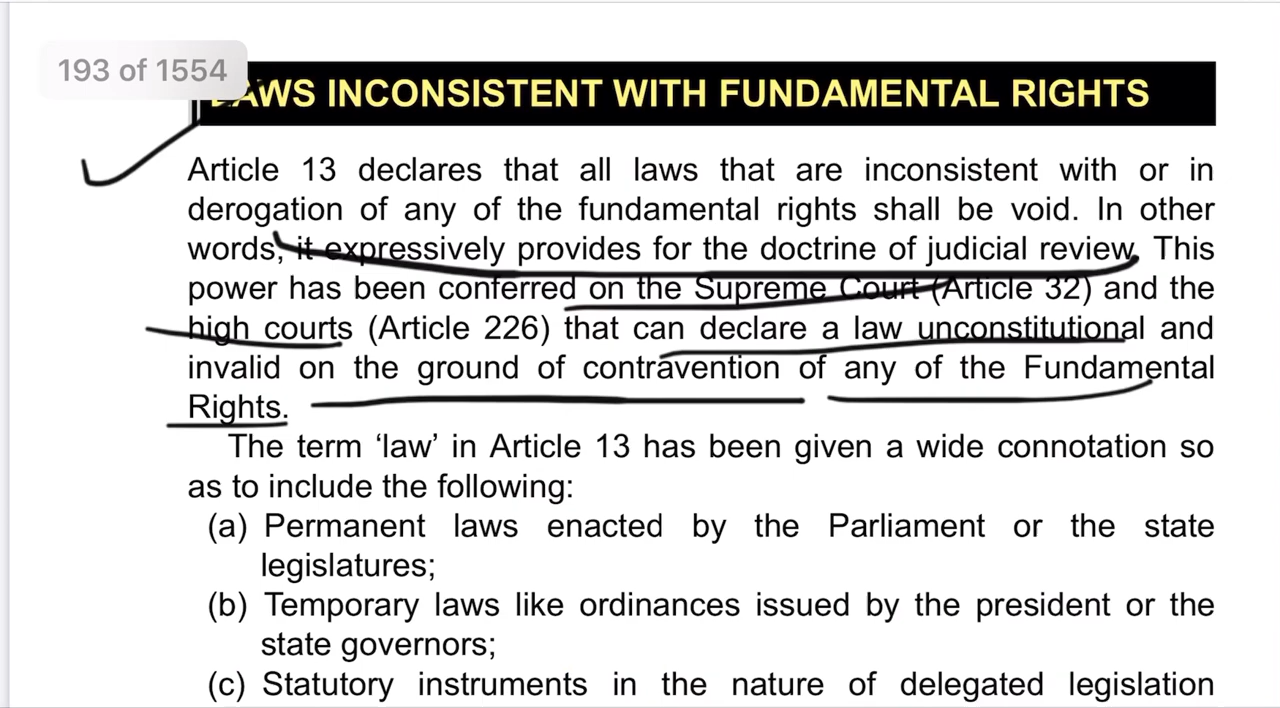 193 of 1554
LAWS INCONSISTENT WITH FUNDAMENTAL RIGHTS
Article 13 declares that all laws that are inconsistent with or in
derogation of any of the fundamental rights shall be void. In other
words, it expressively provides for the doctrine of judicial review. This
power has been conferred on the Supreme Court (Article 32) and the
high courts (Article 226) that can declare a law unconstitutional and
invalid on the ground of contravention of any of the Fundamental
Rights.
The term ‘law’ in Article 13 has been given a wide connotation so
as to include the following:
(a) Permanent laws enacted by the Parliament or the state
legislatures;
(b) Temporary laws like ordinances issued by the president or the
state governors;
(c) Statutory instruments in the nature of delegated legislation